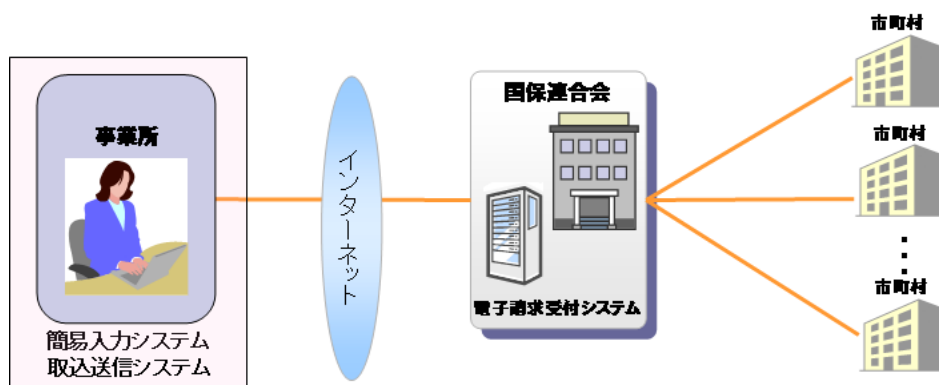 事業所
簡易入力システム
取込送信システム
インターネット
国保連合会
電子請求受付システム
市町村
市町村
市町村